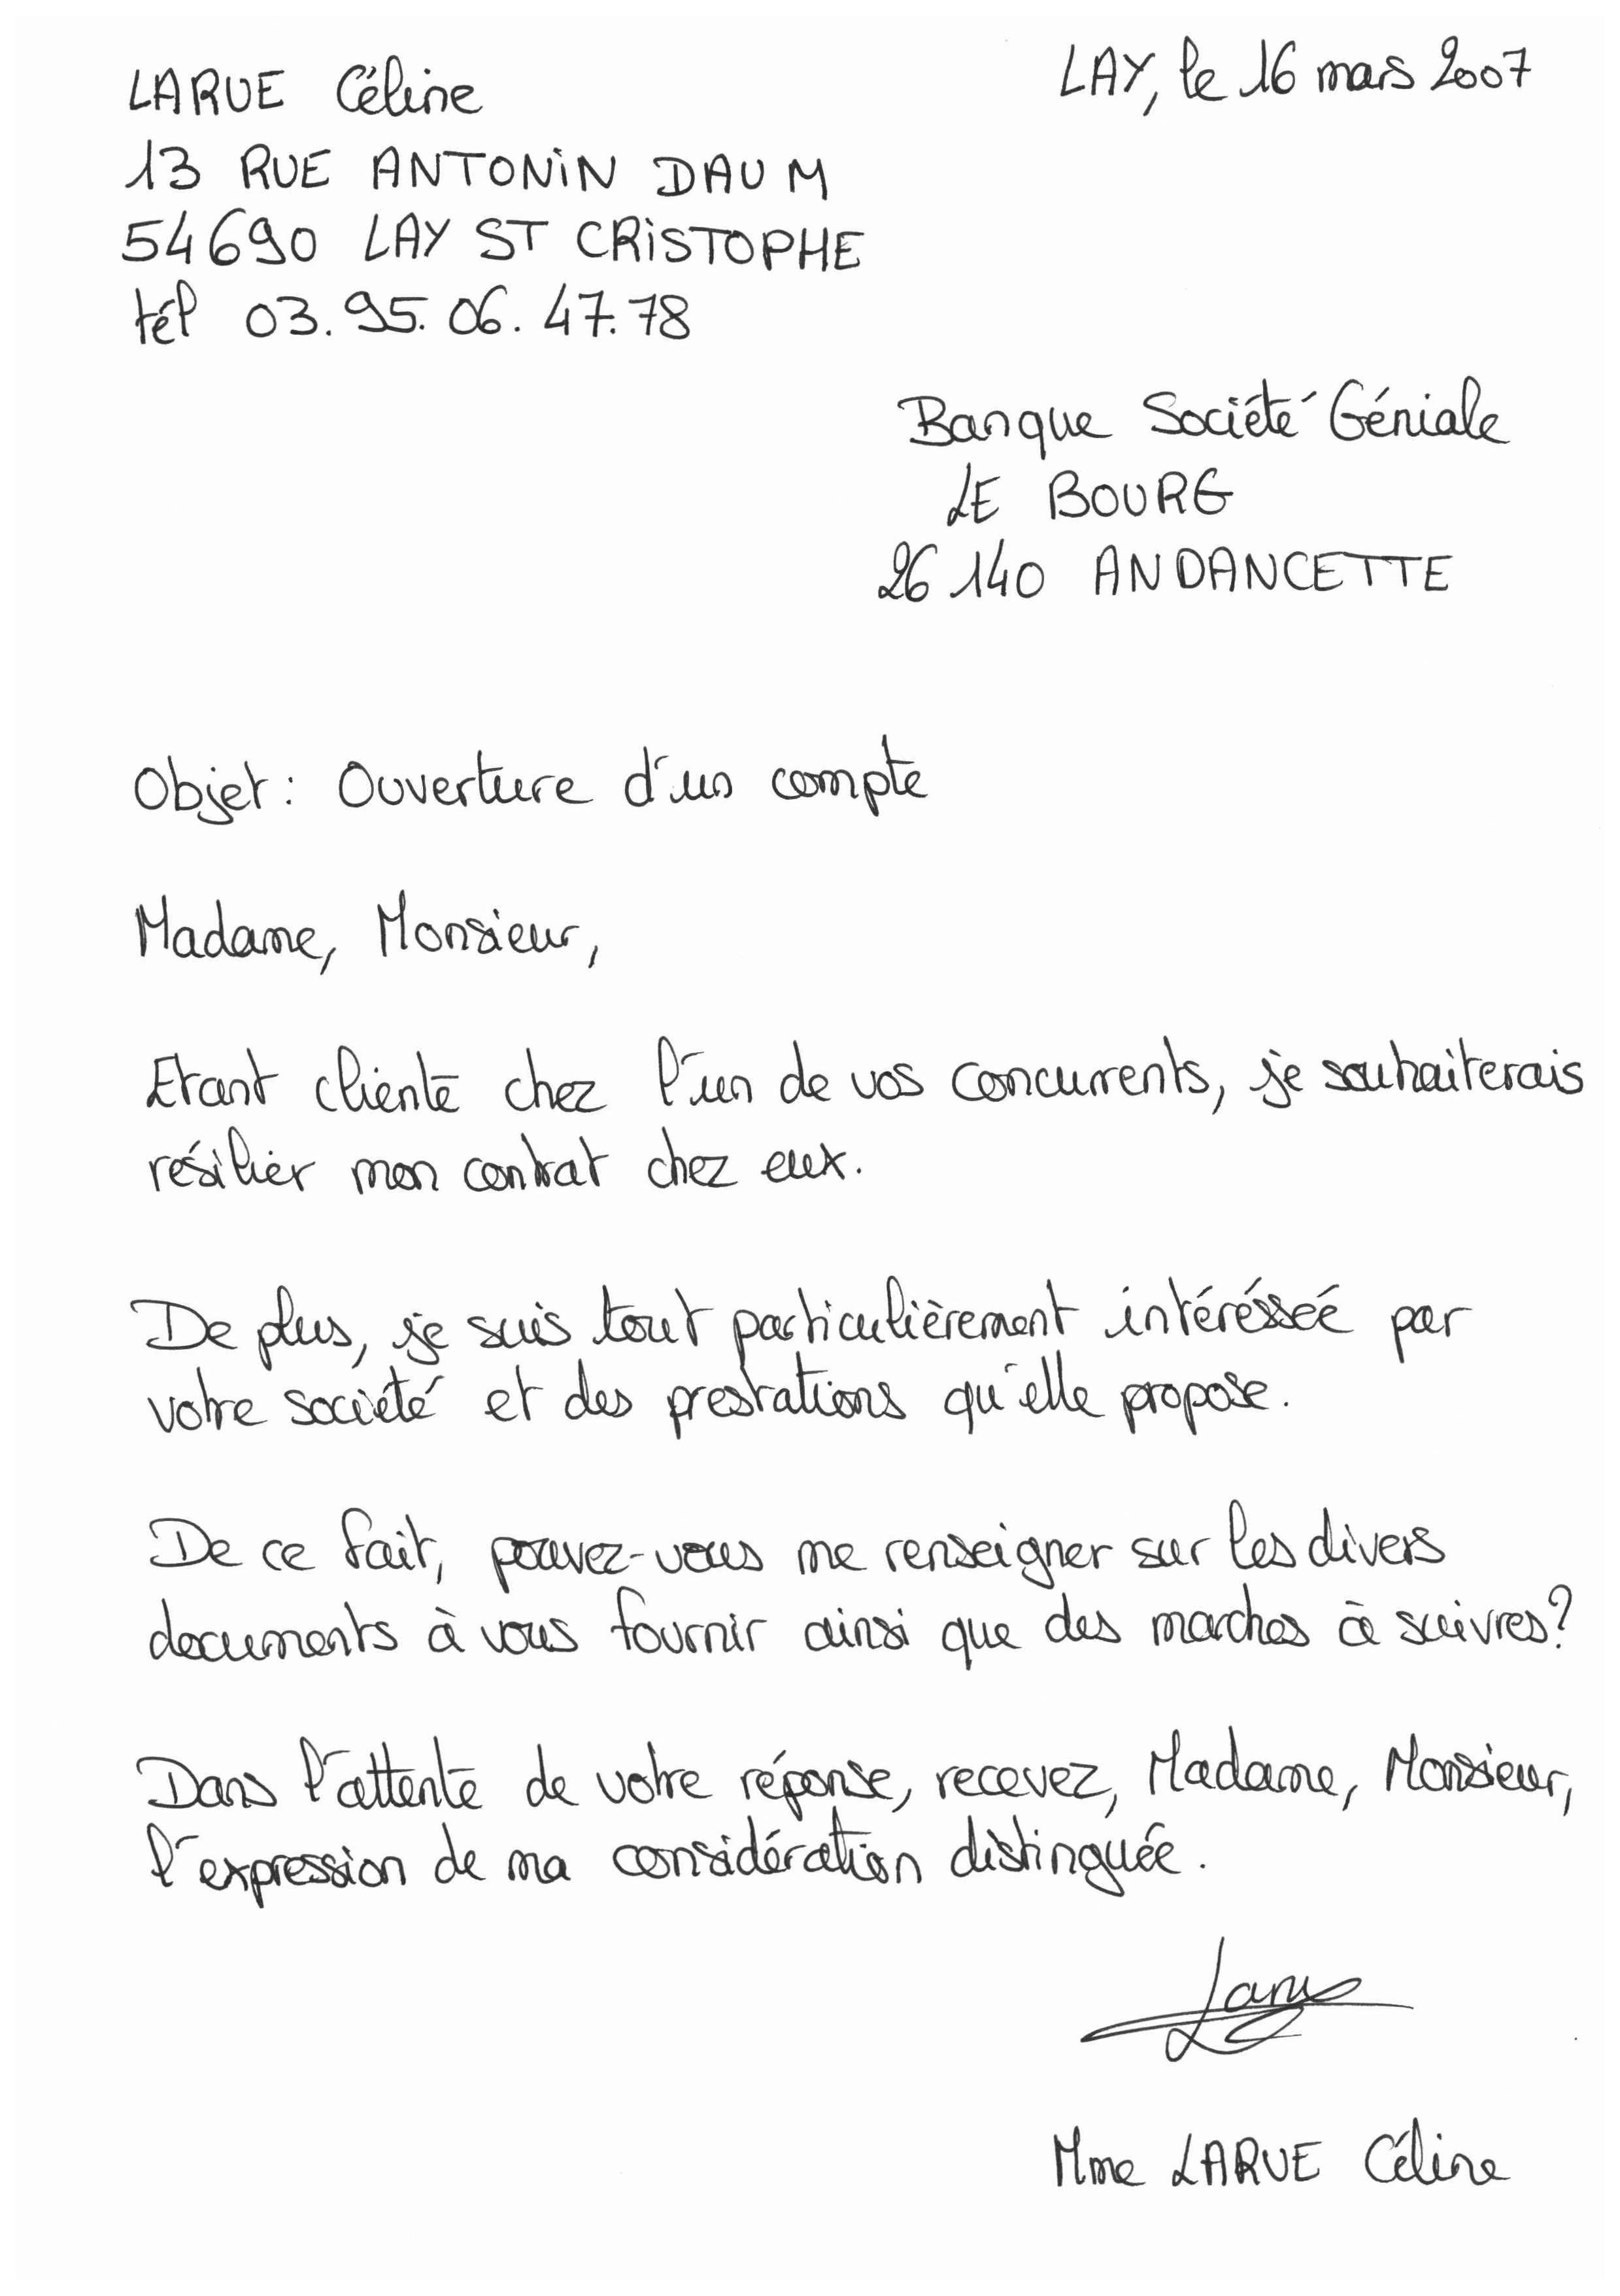 LARUE Céline
LAY, le 16 mars 2007
13 RUE ANTONIN DAUM
54690 LAY ST CRISTOPHE
tél 03.95.06.47.78
Banque Société Géniale
LE BOURG
26140 ANDANCETTE
Objet : Ouverture d'un compte
Madame, Monsieur,
Etant cliente chez l'un de vos concurrents, je souhaiterais
résilier mon contrat chez eux.
De plus, je suis tout particulièrement intérésseé par
votre société et des prestations qu'elle propose.
De ce fait, pouvez-vous me renseigner sur les divers
documents à vous fournir ainsi que des marches à suivres?
Dans l'attente de votre réponse, recevez, Madame, Monsieur,
l'expression de ma considération distinguée.
Larue
Mme LARUE Céline